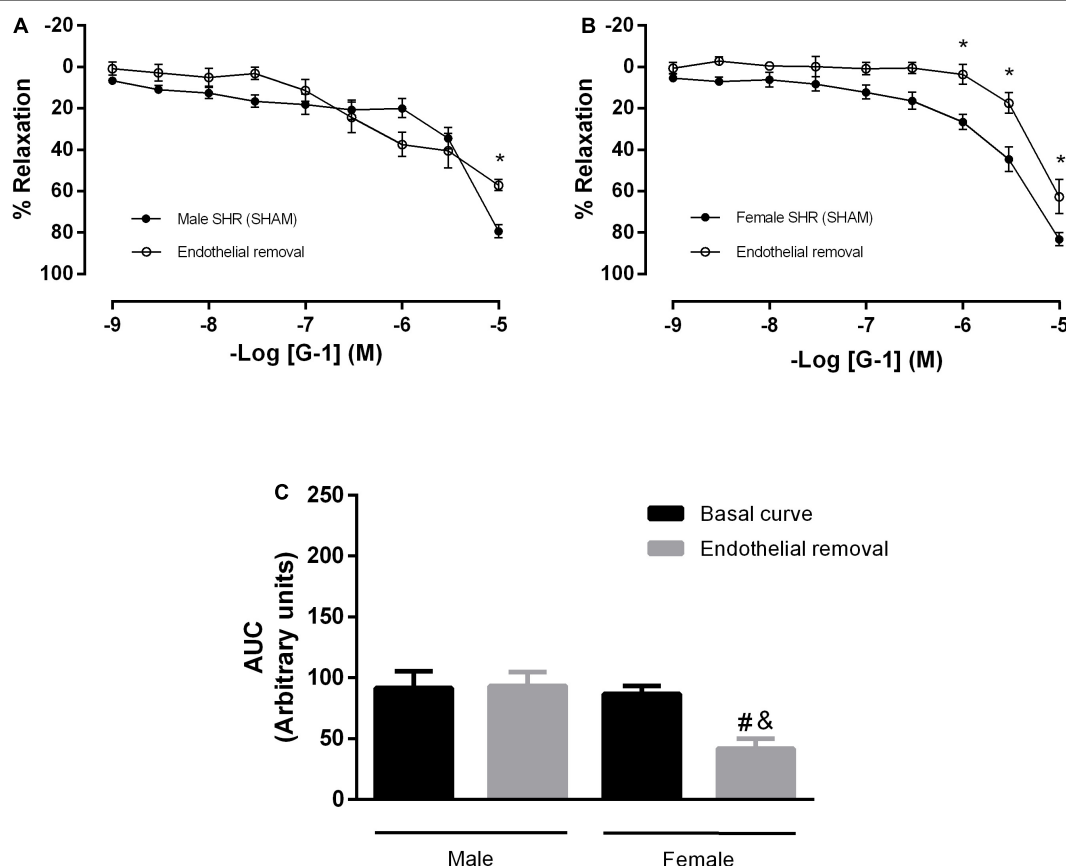 A
-20
0
20
40
60
80
100
% Relaxation
*
Male SHR (SHAM)
Endothelial removal
-9 -8 -7 -6 -5
-Log [G-1] (M)
B
-20
0
20
40
60
80
100
% Relaxation
* * *
Female SHR (SHAM)
Endothelial removal
-9 -8 -7 -6 -5
-Log [G-1] (M)
C
250
200
150
100
50
0
AUC
(Arbitrary units)
Basal curve
Endothelial removal
#&
Male Female